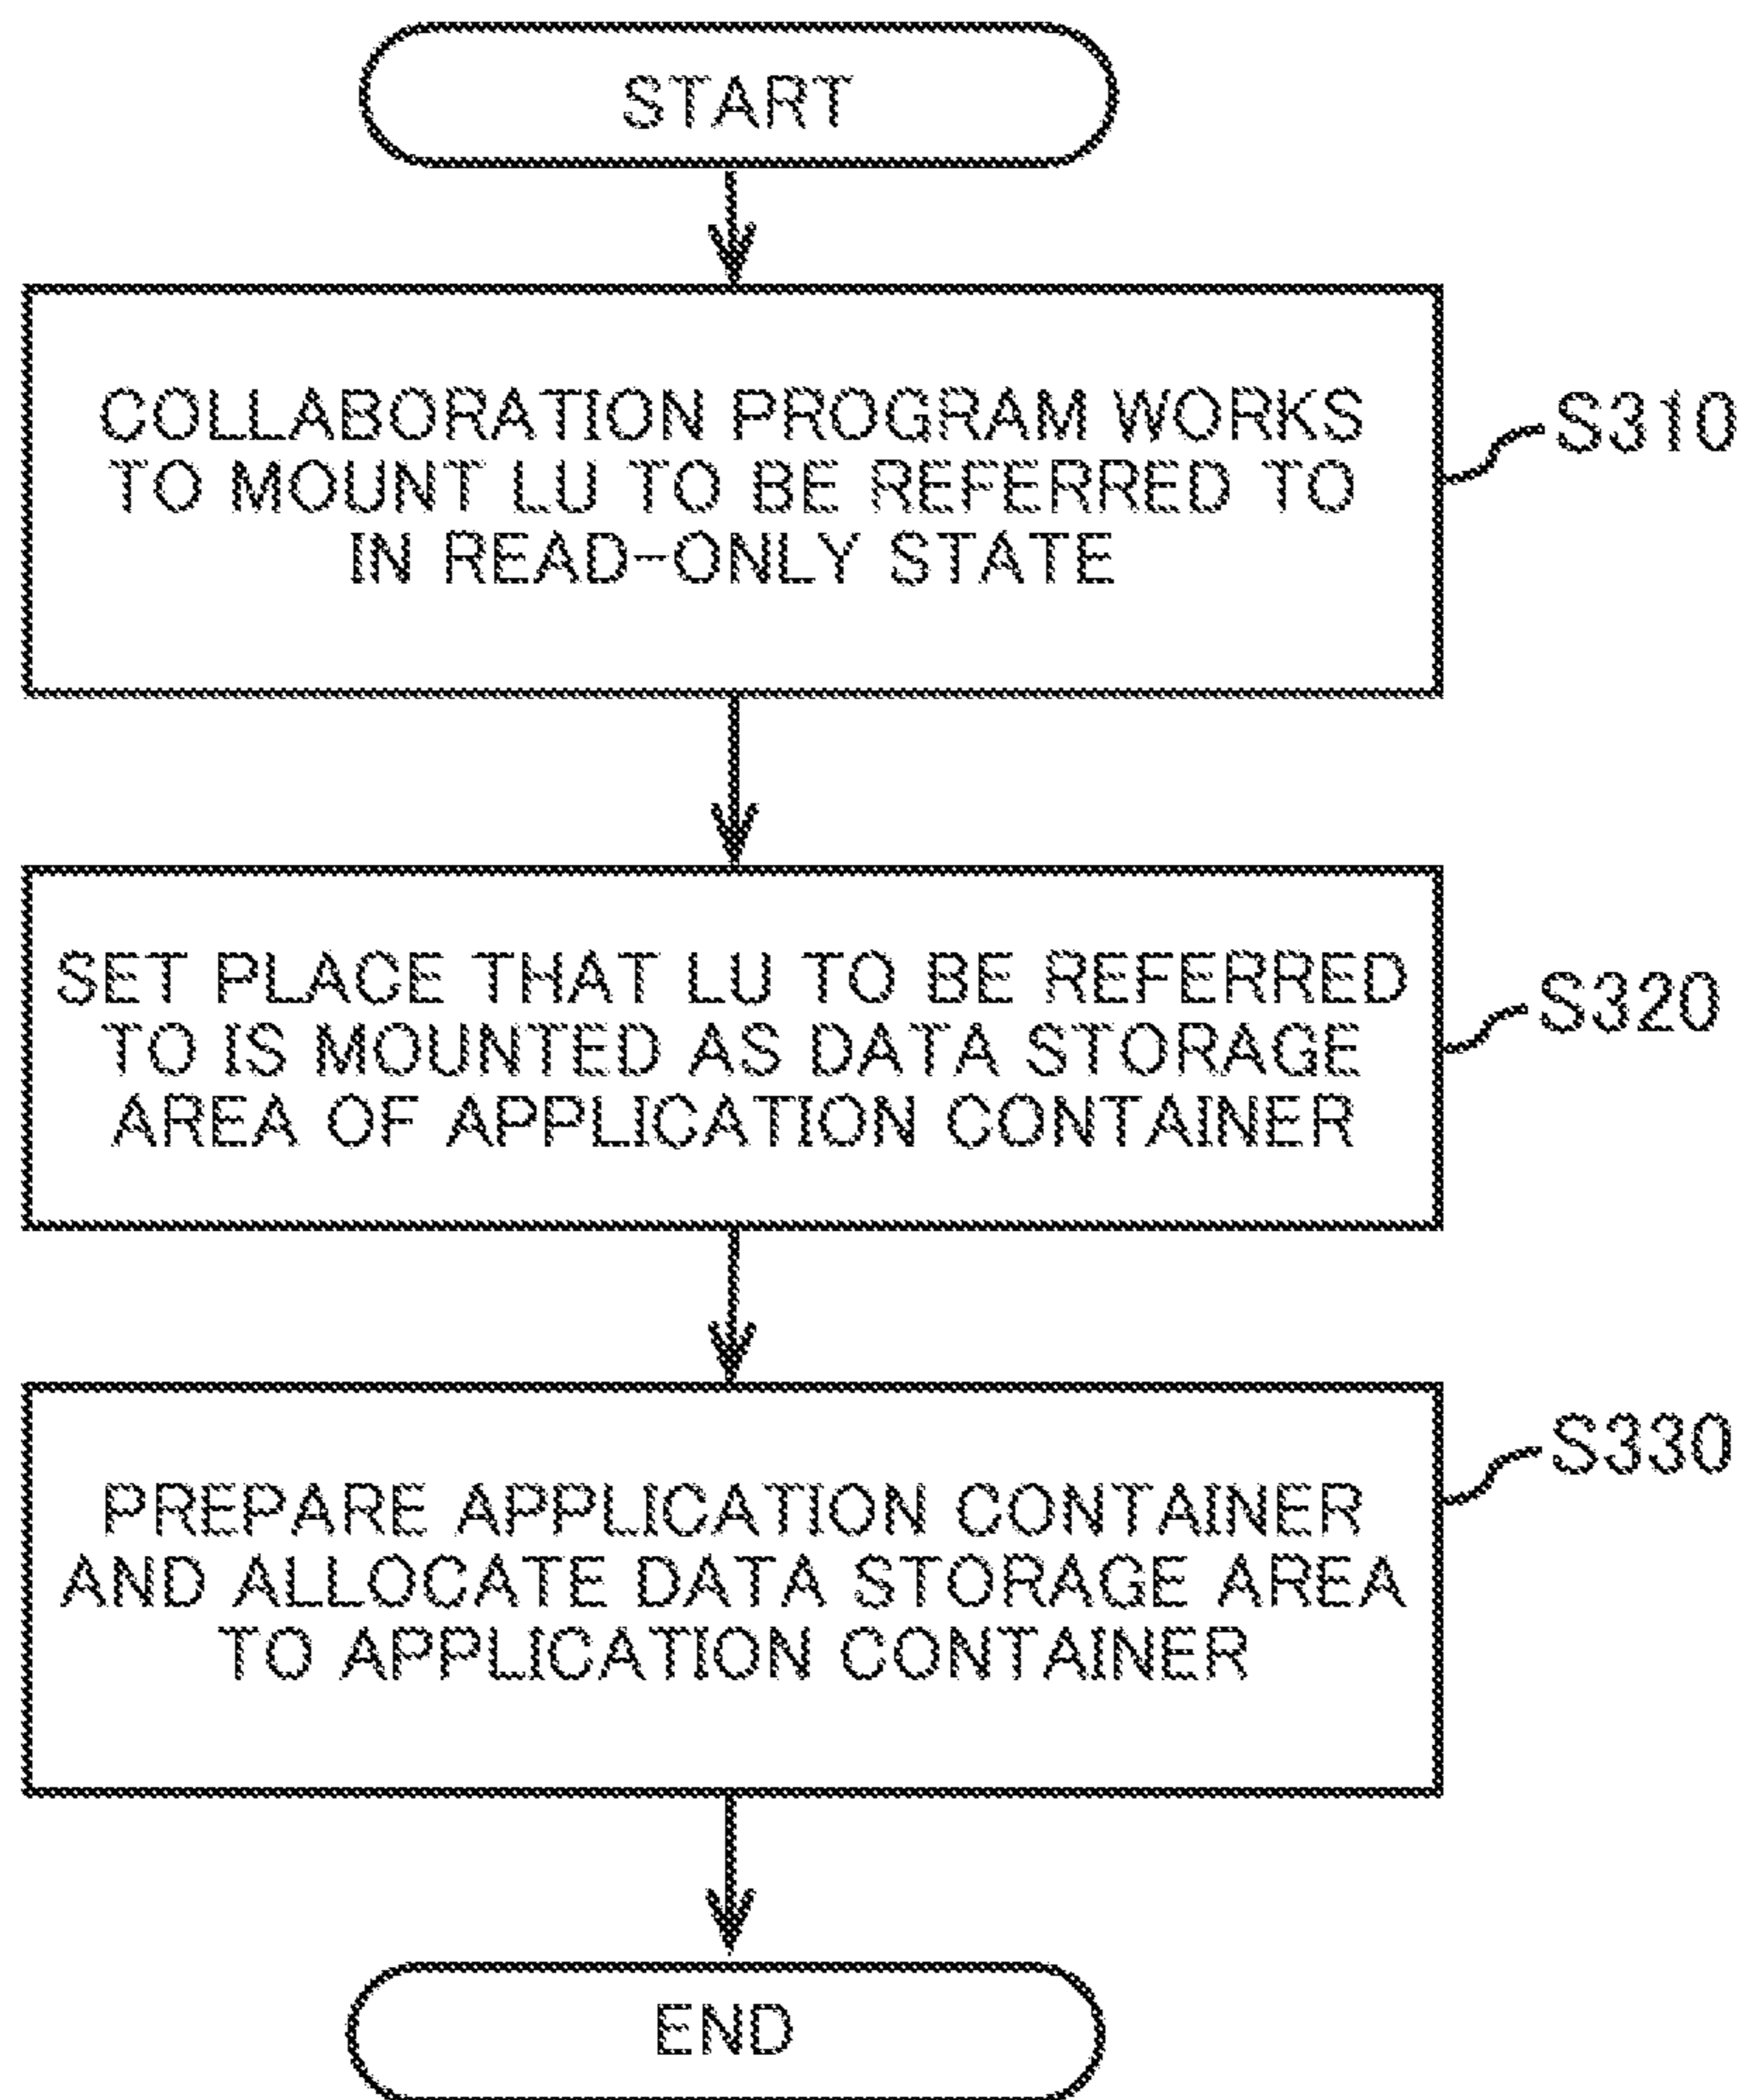 START
COLLABORATION PROGRAM WORKS
TO MOUNT LU TO BE REFERRED TO
IN READ-ONLY STATE
S310
SET PLACE THAT LU TO BE REFERRED
TO IS MOUNTED AS DATA STORAGE
AREA OF APPLICATION CONTAINER
S320
PREPARE APPLICATION CONTAINER
AND ALLOCATE DATA STORAGE AREA
TO APPLICATION CONTAINER
S330
END